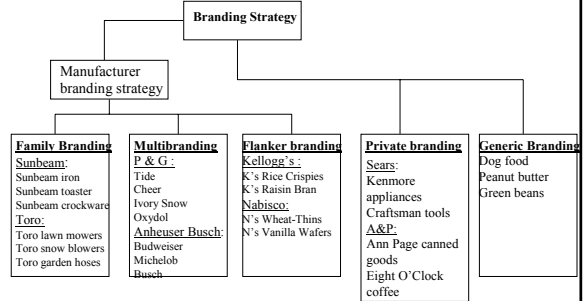 Branding Strategy
Manufacturer
branding strategy
Family Branding
Sunbeam:
Sunbeam iron
Sunbeam toaster
Sunbeam crockware
Toro:
Toro lawn mowers
Toro snow blowers
Toro garden hoses
Multibranding
P & G :
Tide
Cheer
Ivory Snow
Oxydol
Anheuser Busch:
Budweiser
Michelob
Busch
Flanker branding
Kellogg’s :
K’s Rice Crispies
K’s Raisin Bran
Nabisco:
N’s Wheat-Thins
N’s Vanilla Wafers
Private branding
Sears:
Kenmore
appliances
Craftsman tools
A&P:
Ann Page canned
goods
Eight O’Clock
coffee
Generic Branding
Dog food
Peanut butter
Green beans